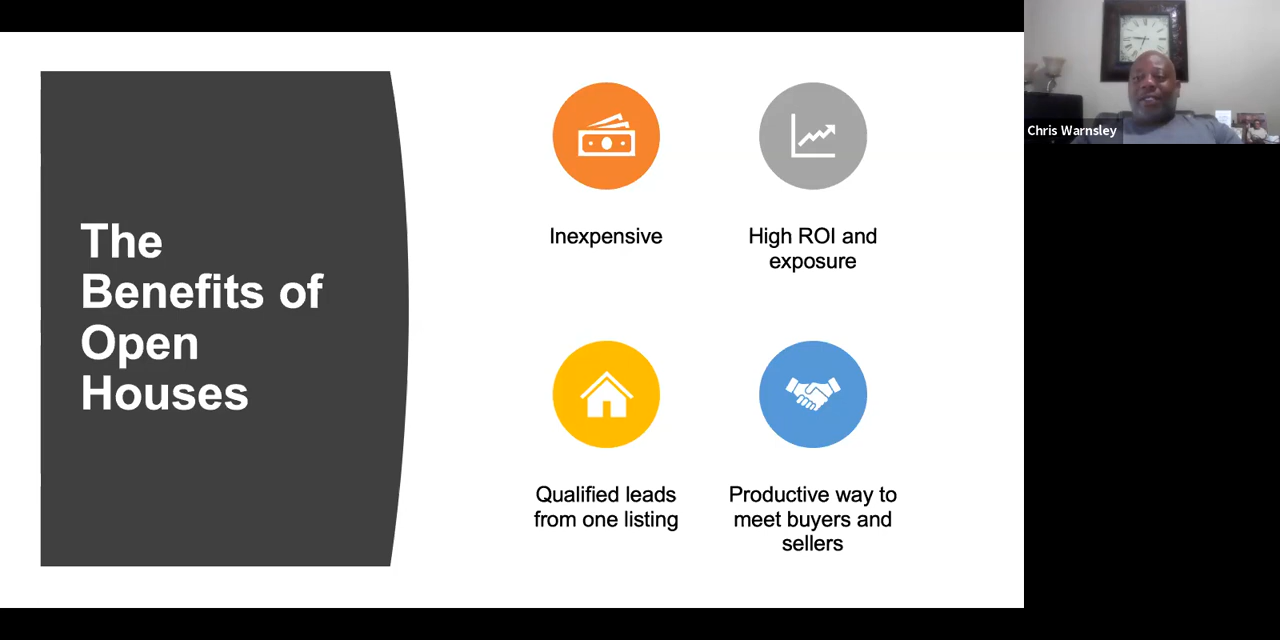 The
Benefits of
Open
Houses
Inexpensive
High ROI and
exposure
Qualified leads
from one listing
Productive way to
meet buyers and
sellers
Chris Warnsley